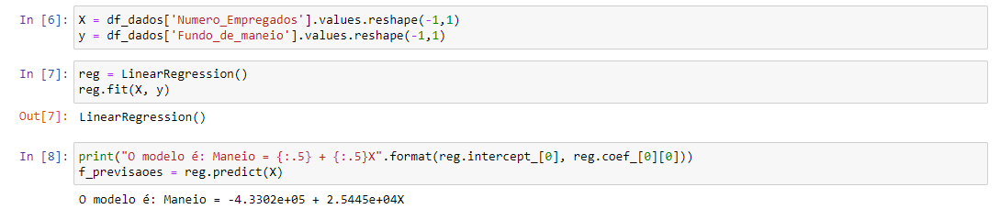 In [6]: X = df_dados['Numero_Empregados'].values.reshape(-1,1)
y = df_dados['Fundo_de_maneio'].values.reshape(-1,1)
In [7]: reg = LinearRegression()
reg.fit(X, y)
Out[7]: LinearRegression()
In [8]: print("O modelo é: Maneio = {:.5} + {:.5}X".format(reg.intercept_[0], reg.coef_[0][0]))
f_previsaoes = reg.predict(X)
O modelo é: Maneio = -4.3302e+05 + 2.5445e+04X